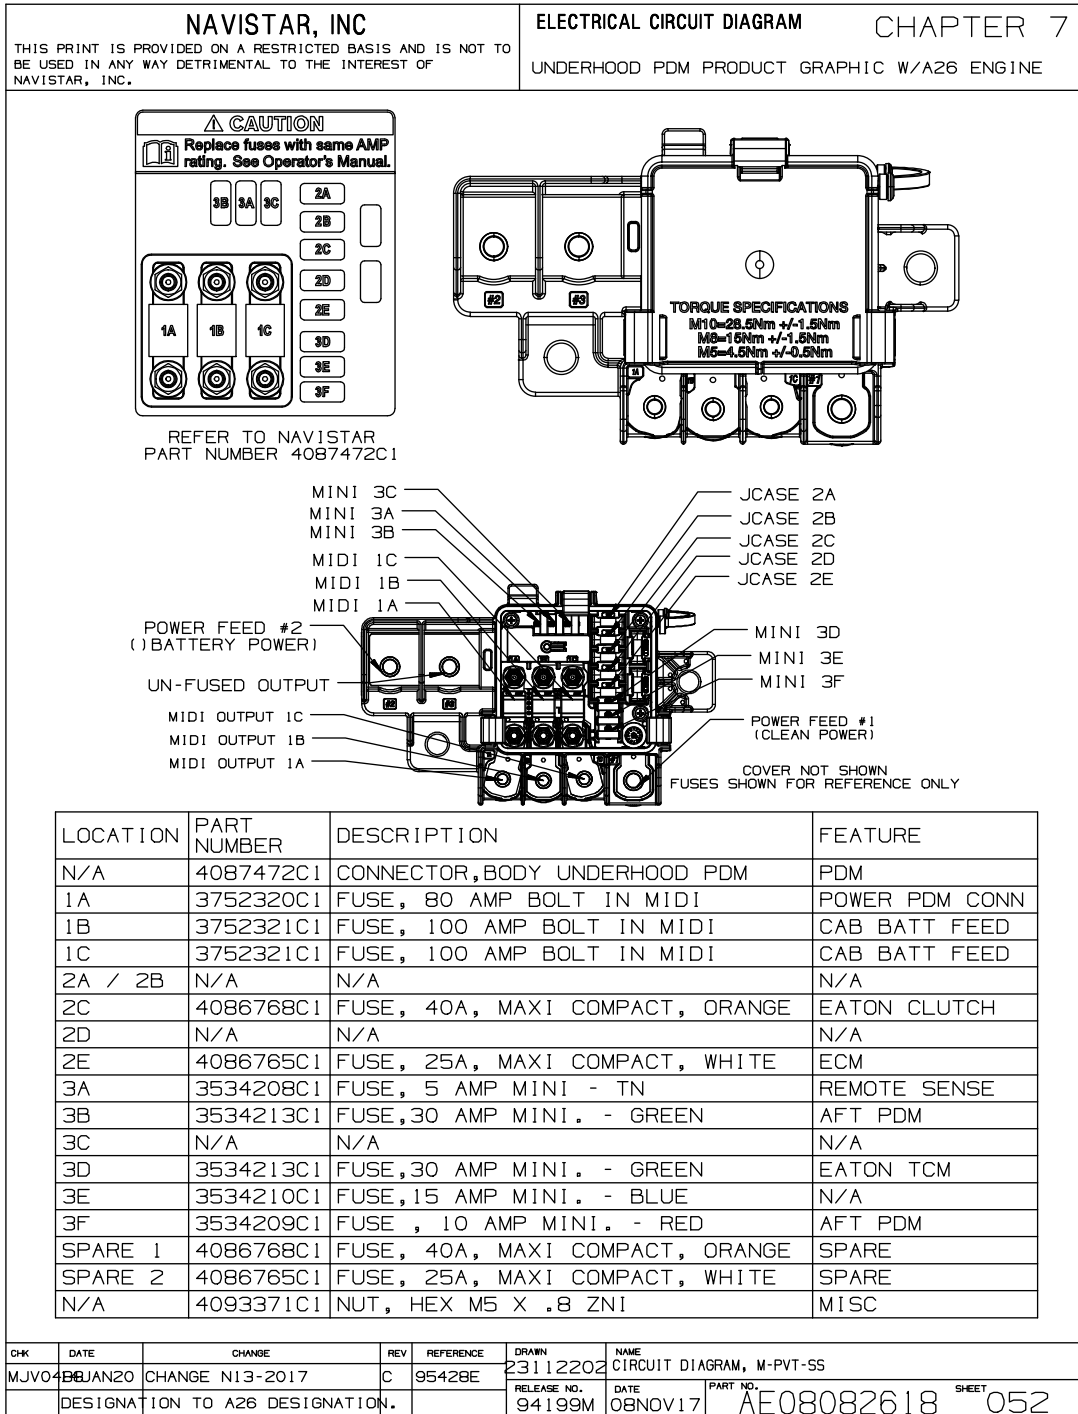 NAVISTAR, INC
THIS PRINT IS PROVIDED ON A RESTRICTED BASIS AND IS NOT TO
BE USED IN ANY WAY DETRIMENTAL TO THE INTEREST OF
NAVISTAR, INC.
ELECTRICAL CIRCUIT DIAGRAM CHAPTER 7
UNDERHOOD PDM PRODUCT GRAPHIC W/A26 ENGINE
⚠ CAUTION
Replace fuses with same AMP
rating. See Operator's Manual.
3B 3A 3C
2A
2B
2C
2D
2E
3D
3E
3F
1A 1B 1C
REFER TO NAVISTAR
PART NUMBER 4087472C1
#2 #3
TORQUE SPECIFICATIONS
M10=28.5Nm +/-1.5Nm
M8=15Nm +/-1.5Nm
M5=4.5Nm +/-0.5Nm
1A 1C #1
MINI 3C
MINI 3A
MINI 3B
MIDI 1C
MIDI 1B
MIDI 1A
POWER FEED #2
()BATTERY POWER)
UN-FUSED OUTPUT
MIDI OUTPUT 1C
MIDI OUTPUT 1B
MIDI OUTPUT 1A
JCASE 2A
JCASE 2B
JCASE 2C
JCASE 2D
JCASE 2E
MINI 3D
MINI 3E
MINI 3F
POWER FEED #1
(CLEAN POWER)
#2 #3
COVER NOT SHOWN
FUSES SHOWN FOR REFERENCE ONLY
LOCATION PART NUMBER DESCRIPTION FEATURE
N/A 4087472C1 CONNECTOR,BODY UNDERHOOD PDM PDM
1A 3752320C1 FUSE, 80 AMP BOLT IN MIDI POWER PDM CONN
1B 3752321C1 FUSE, 100 AMP BOLT IN MIDI CAB BATT FEED
1C 3752321C1 FUSE, 100 AMP BOLT IN MIDI CAB BATT FEED
2A / 2B N/A N/A N/A
2C 4086768C1 FUSE, 40A, MAXI COMPACT, ORANGE EATON CLUTCH
2D N/A N/A N/A
2E 4086765C1 FUSE, 25A, MAXI COMPACT, WHITE ECM
3A 3534208C1 FUSE, 5 AMP MINI - TN REMOTE SENSE
3B 3534213C1 FUSE,30 AMP MINI. - GREEN AFT PDM
3C N/A N/A N/A
3D 3534213C1 FUSE,30 AMP MINI. - GREEN EATON TCM
3E 3534210C1 FUSE,15 AMP MINI. - BLUE N/A
3F 3534209C1 FUSE , 10 AMP MINI. - RED AFT PDM
SPARE 1 4086768C1 FUSE, 40A, MAXI COMPACT, ORANGE SPARE
SPARE 2 4086765C1 FUSE, 25A, MAXI COMPACT, WHITE SPARE
N/A 4093371C1 NUT, HEX M5 X .8 ZNI MISC
CHK DATE CHANGE REV REFERENCE DRAWN NAME
CHANGE N13-2017 C 95428E 23112202 CIRCUIT DIAGRAM, M-PVT-SS
DESIGNATION TO A26 DESIGNATION.
RELEASE NO. DATE PART NO. SHEET
94199M 08NOV17 AE08082618 052